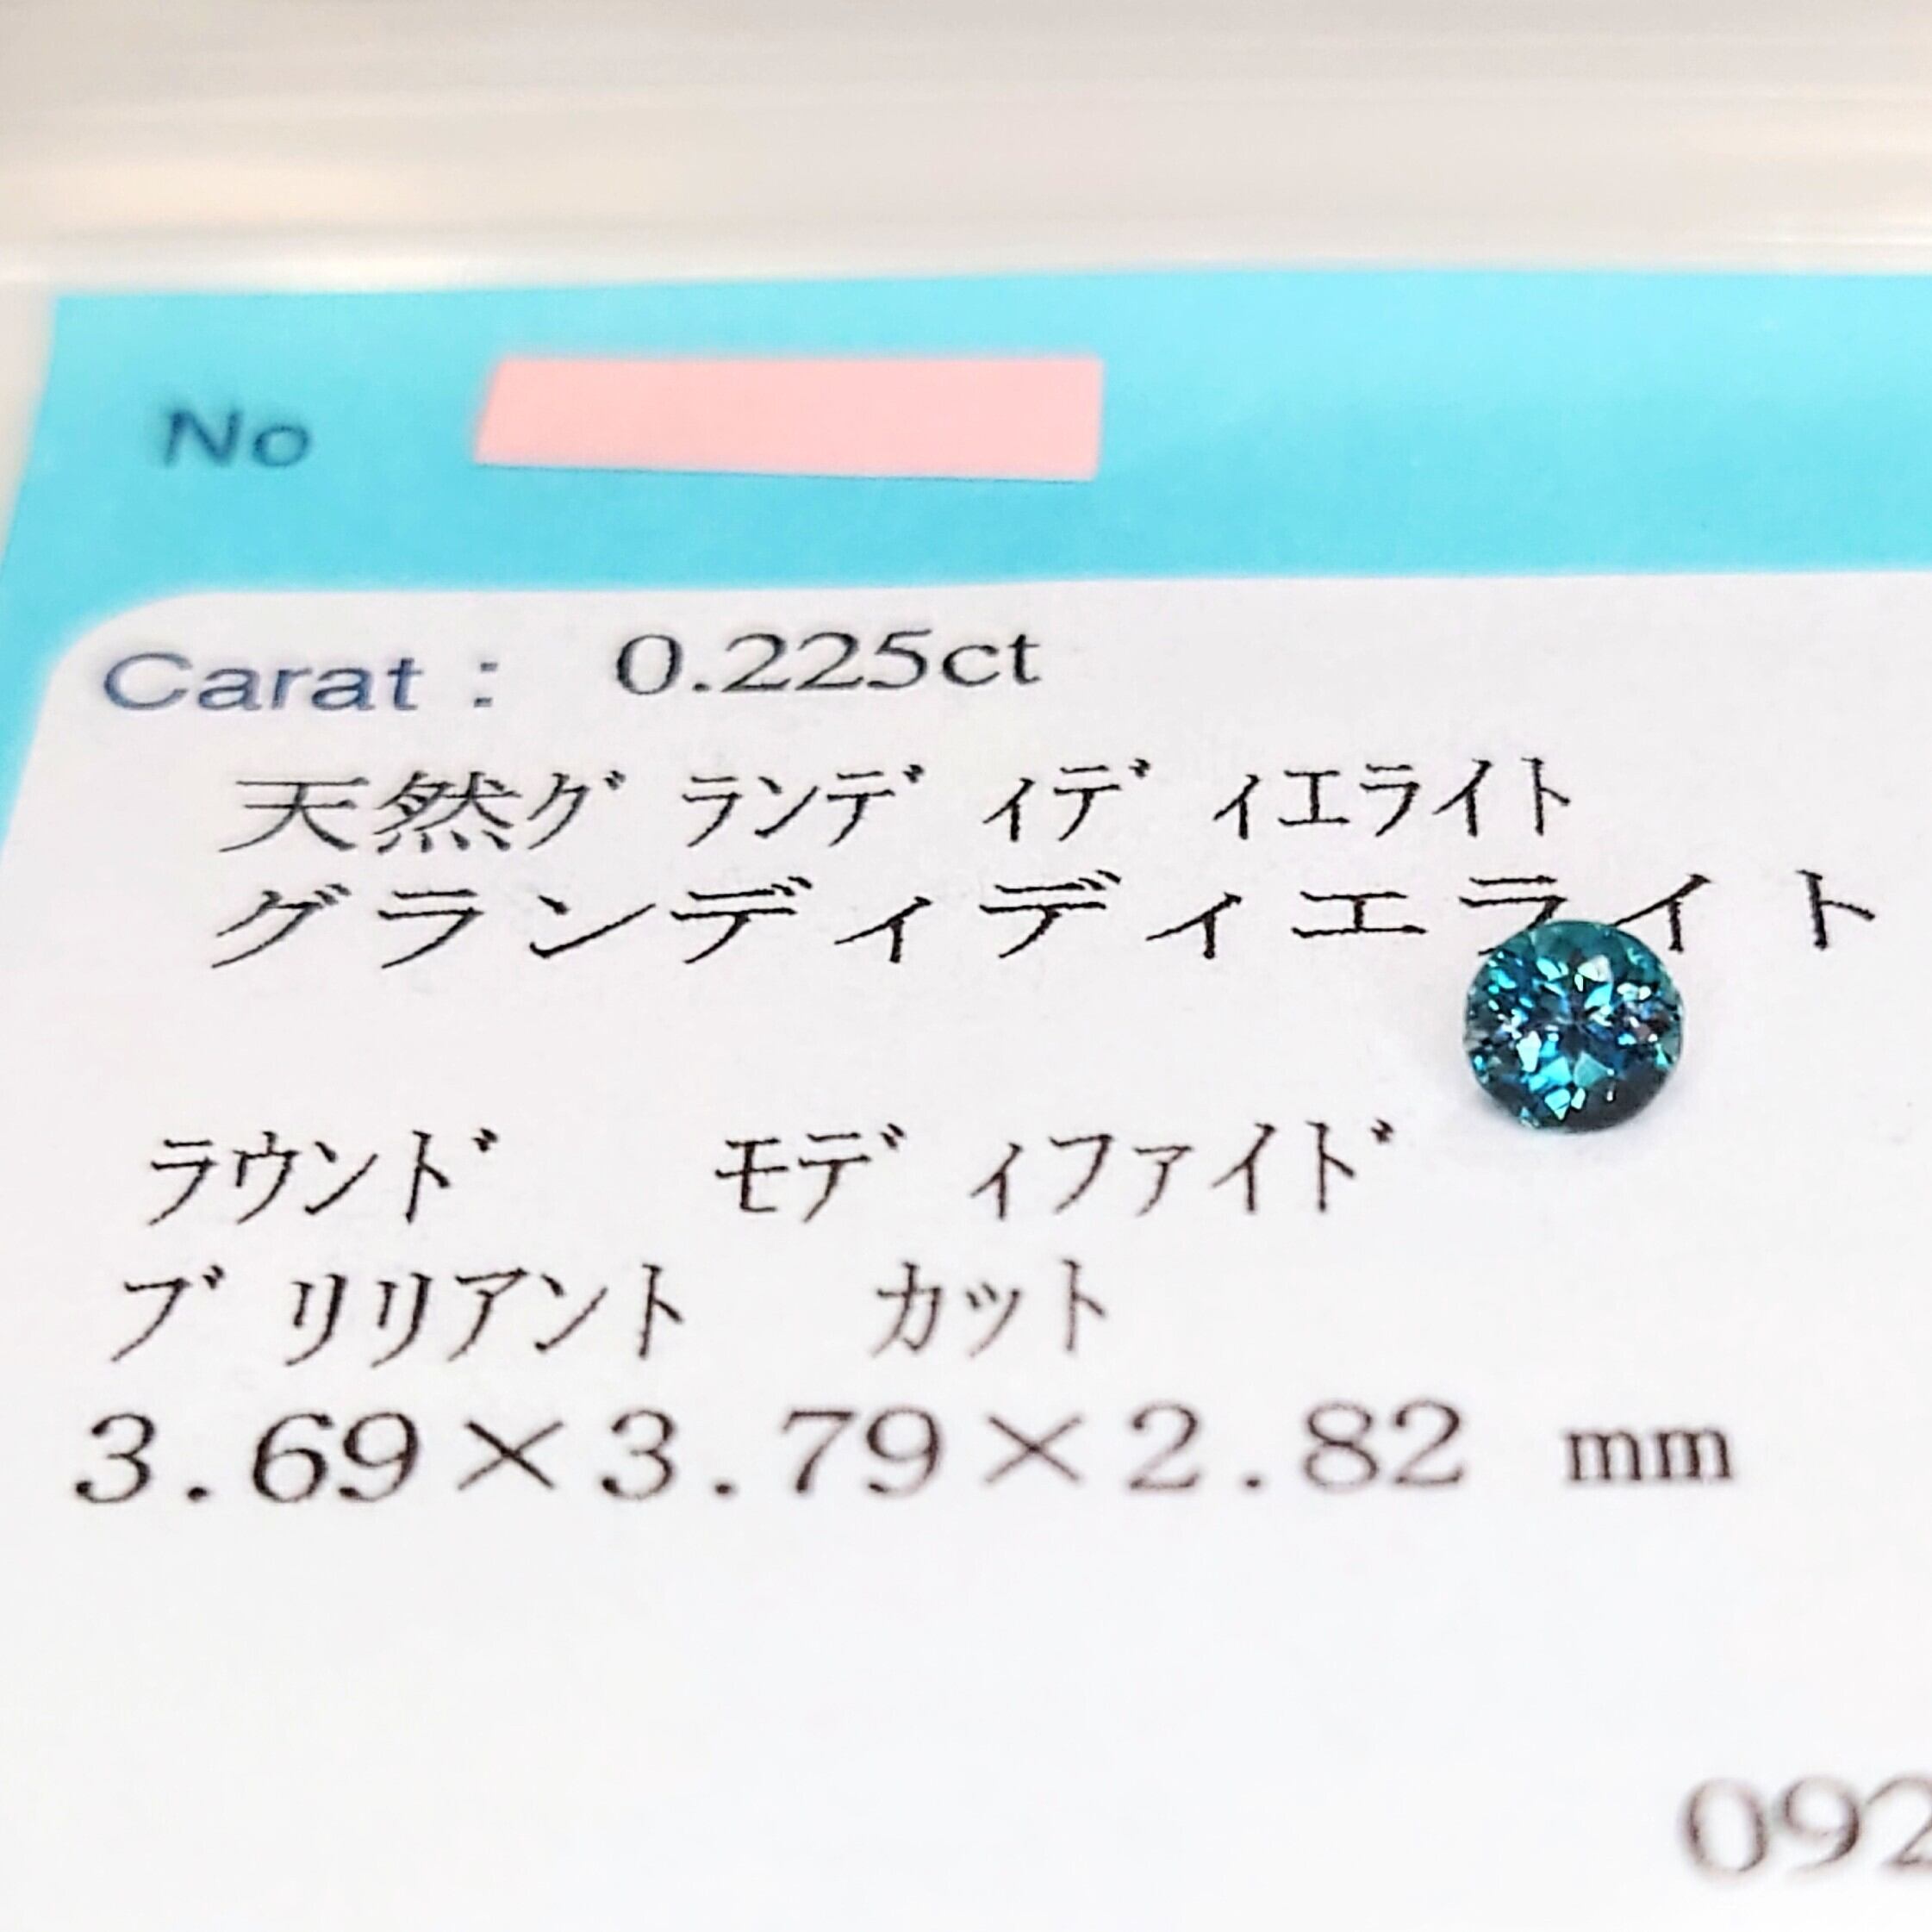 No
Carat : 0.225ct
天然ｸﾞﾗﾝﾃﾞｨﾃﾞｨｴﾗｲﾄ
グランディディエライト
ﾗｳﾝﾄﾞ ﾓﾃﾞｨﾌｧｲﾄﾞ
ﾌﾞﾘﾘｱﾝﾄ ｶｯﾄ
3.69×3.79×2.82 mm
092